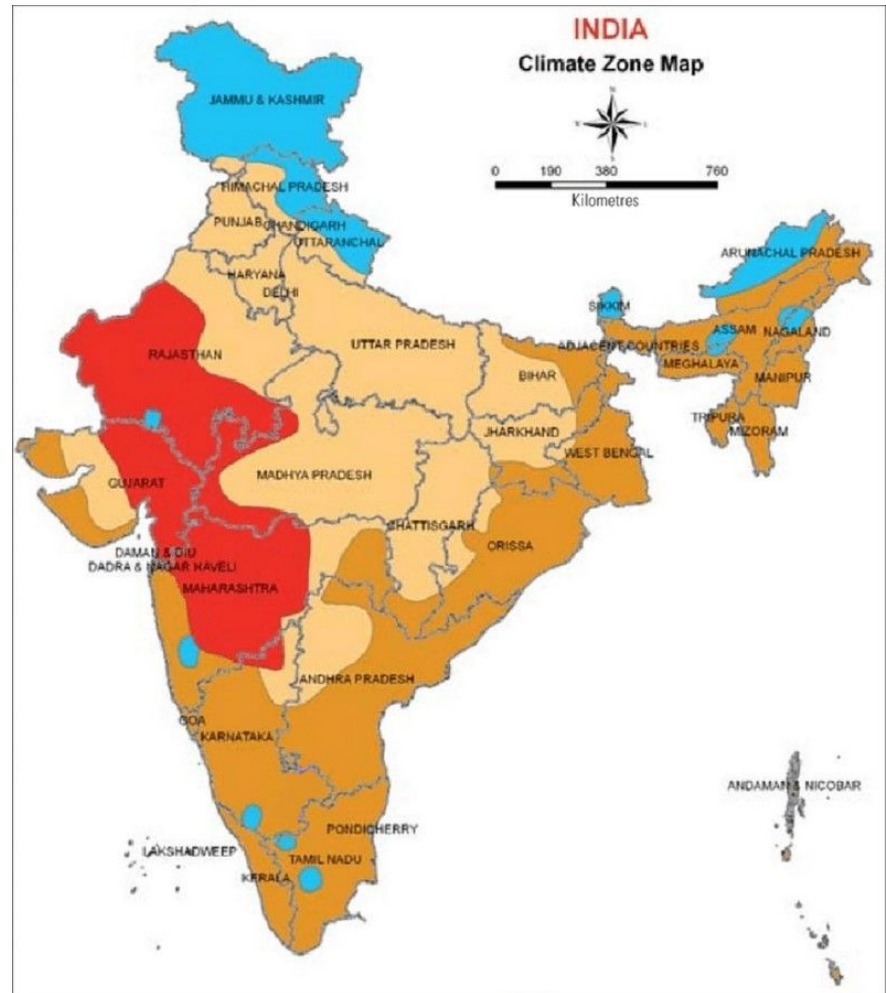 INDIA
Climate Zone Map
N
0 190 380 760
Kilometres
JAMMU & KASHMIR
HIMACHAL PRADESH
PUNJAB
CHANDIGARH
UTTARANCHAL
HARYANA
DELHI
ARUNACHAL PRADESH
SIKKIM
RAJASTHAN
UTTAR PRADESH
ASSAM
NAGALAND
ADJACENT COUNTRIES
MEGHALAYA
BIHAR
MANIPUR
TRIPURA
MIZORAM
JHARKHAND
WEST BENGAL
GUJARAT
MADHYA PRADESH
CHATTISGARH
ORISSA
DAMAN & DIU
DADRA & NAGAR HAVELI
MAHARASHTRA
ANDHRA PRADESH
GOA
KARNATAKA
ANDAMAN & NICOBAR
PONDICHERRY
LAKSHADWEEP
TAMIL NADU
KERALA